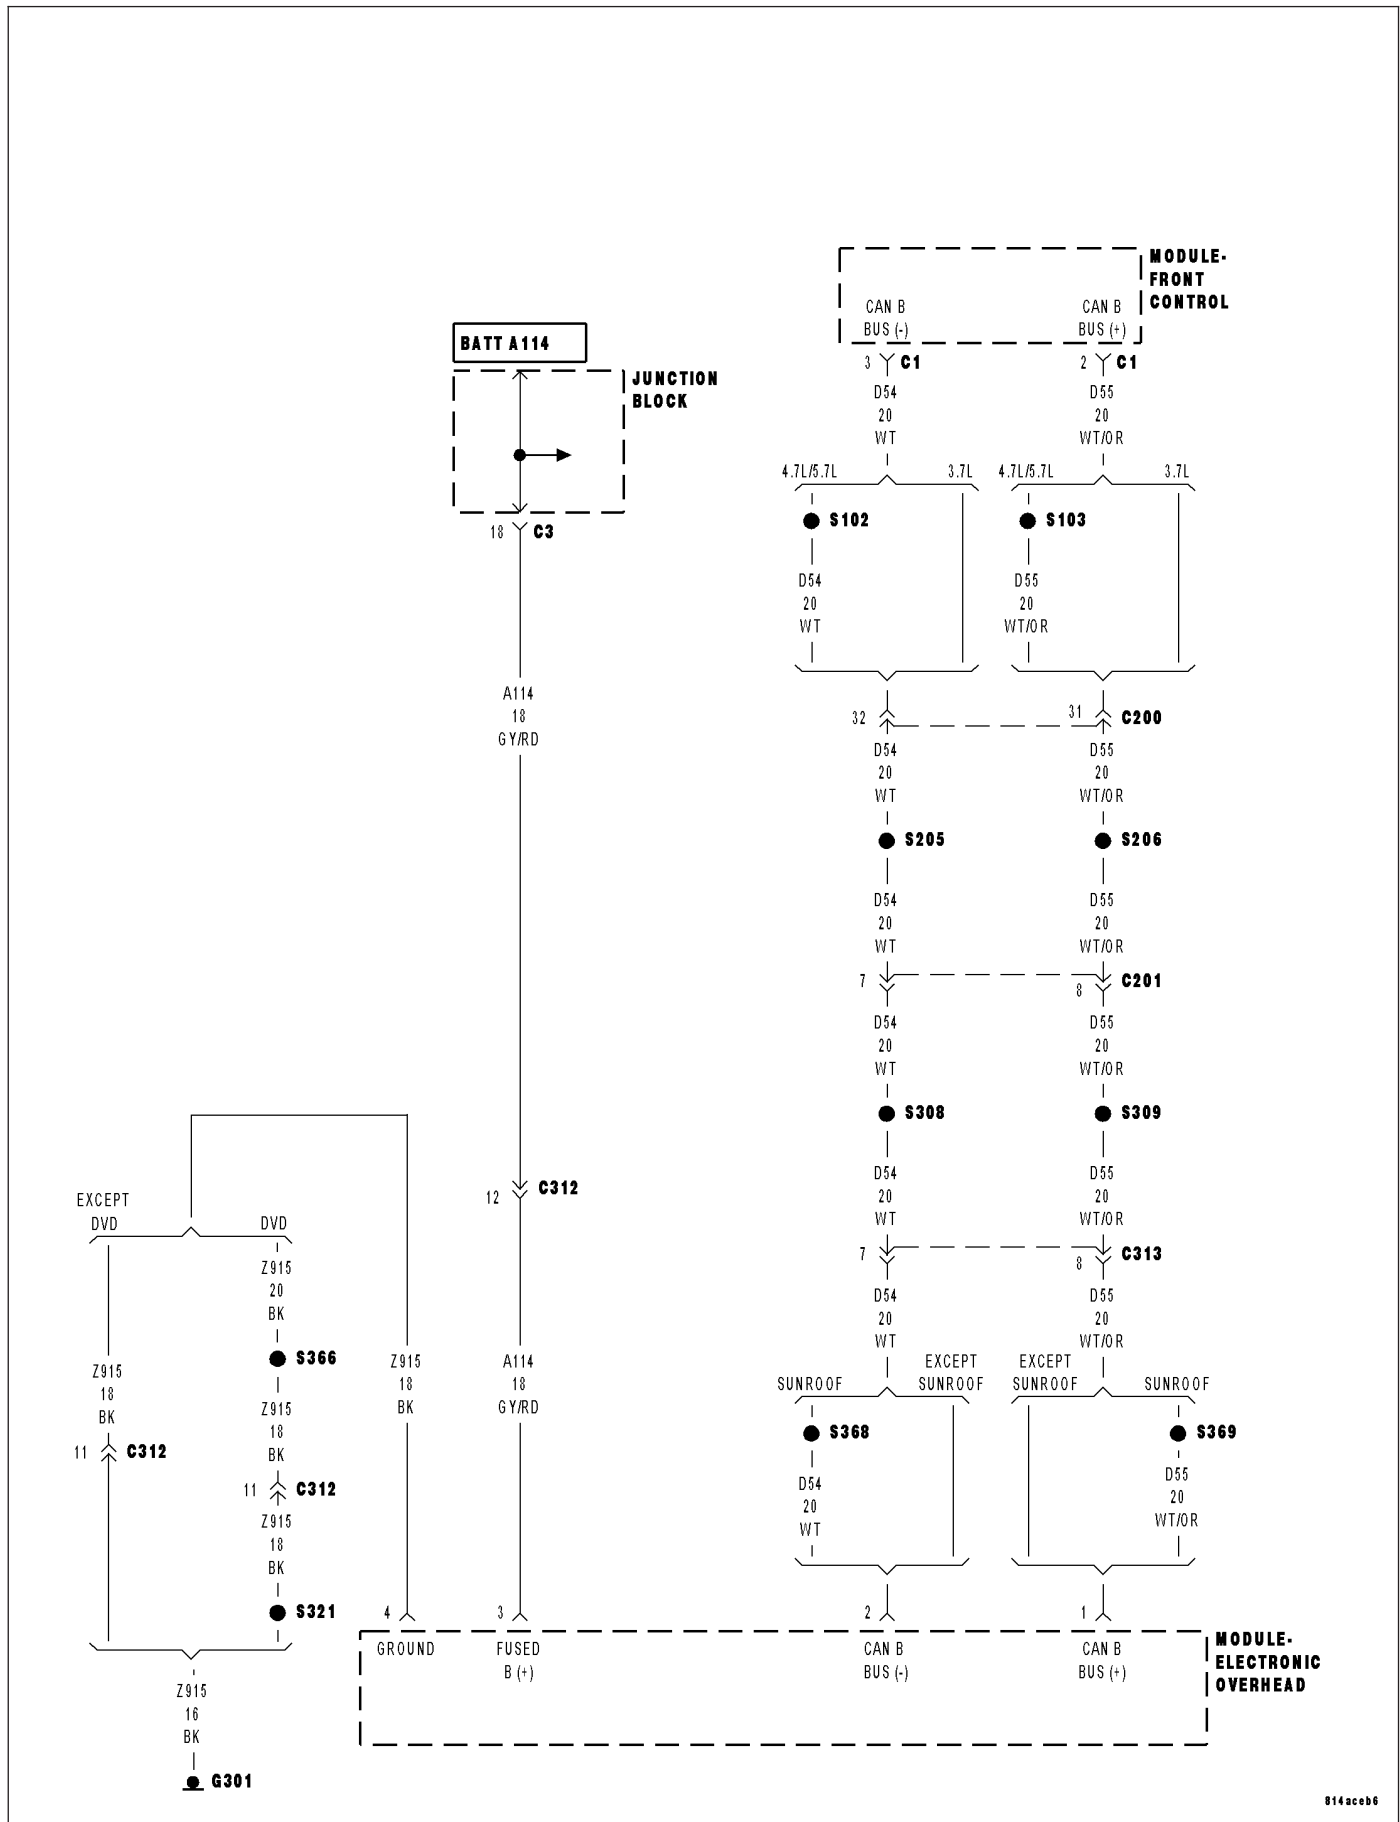 MODULE-
FRONT
CONTROL
CAN B
BUS (-)
CAN B
BUS (+)
3 C1
2 C1
D54
20
WT
D55
20
WT/OR
BATT A114
JUNCTION
BLOCK
18 C3
4.7L/5.7L
3.7L
4.7L/5.7L
3.7L
S102
S103
D54
20
WT
D55
20
WT/OR
A114
18
GY/RD
32
31 C200
D54
20
WT
D55
20
WT/OR
S205
S206
D54
20
WT
D55
20
WT/OR
7
8 C201
D54
20
WT
D55
20
WT/OR
S308
S309
D54
20
WT
D55
20
WT/OR
12 C312
7
8 C313
EXCEPT
DVD
DVD
Z915
20
BK
S366
Z915
18
BK
11 C312
Z915
18
BK
11 C312
Z915
18
BK
S321
Z915
18
BK
A114
18
GY/RD
D54
20
WT
D55
20
WT/OR
SUNROOF
EXCEPT
SUNROOF
EXCEPT
SUNROOF
SUNROOF
S368
S369
D54
20
WT
D55
20
WT/OR
4
3
2
1
GROUND
FUSED
B (+)
CAN B
BUS (-)
CAN B
BUS (+)
MODULE-
ELECTRONIC
OVERHEAD
Z915
16
BK
G301
814aceb6